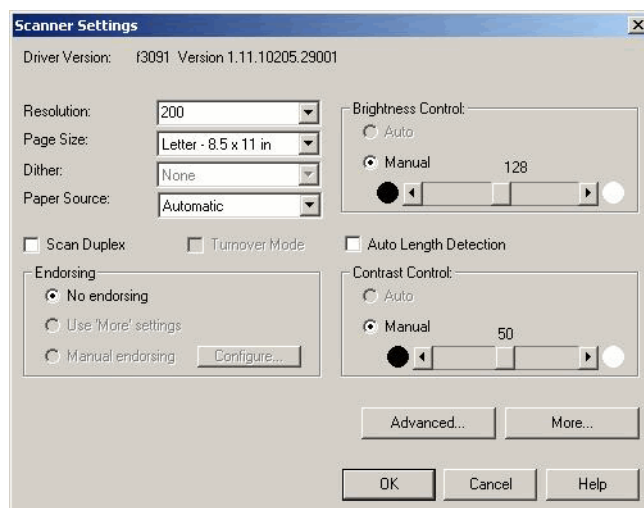 Scanner Settings
Driver Version: f3091 Version 1.11.10205.29001
Resolution: 200
Page Size: Letter - 8.5 x 11 in
Dither: None
Paper Source: Automatic
Scan Duplex Turnover Mode
Endorsing
No endorsing
Use 'More' settings
Manual endorsing Configure...
Brightness Control:
Auto
Manual
128
Auto Length Detection
Contrast Control:
Auto
Manual
50
Advanced... More...
OK Cancel Help